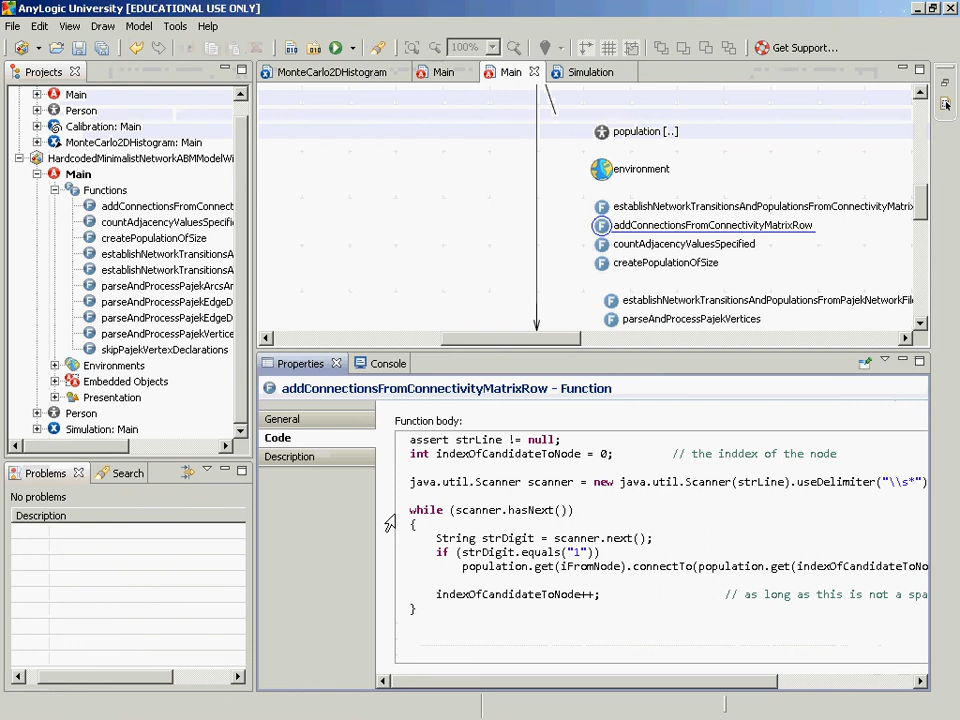 AnyLogic University [EDUCATIONAL USE ONLY]
File Edit View Draw Model Tools Help
100% Get Support...
Projects
MonteCarlo2DHistogram Main Main Simulation
Main
Person
Calibration: Main
MonteCarlo2DHistogram: Main
HardcodedMinimalistNetworkABMModelWi
Main
Functions
addConnectionsFromConnect
countAdjacencyValuesSpecifi
createPopulationOfSize
establishNetworkTransitionsA
establishNetworkTransitionsA
parseAndProcessPajekArcsAr
parseAndProcessPajekEdgeD
parseAndProcessPajekEdgeD
parseAndProcessPajekVertice
skipPajekVertexDeclarations
Environments
Embedded Objects
Presentation
Person
Simulation: Main
population [..]
environment
establishNetworkTransitionsAndPopulationsFromConnectivityMatrix
addConnectionsFromConnectivityMatrixRow
countAdjacencyValuesSpecified
createPopulationOfSize
establishNetworkTransitionsAndPopulationsFromPajekNetworkFile
parseAndProcessPajekVertices
Properties Console
addConnectionsFromConnectivityMatrixRow - Function
General
Code
Description
Function body:
assert strLine != null;
int indexOfCandidateToNode = 0; // the inddex of the node
java.util.Scanner scanner = new java.util.Scanner(strLine).useDelimiter("\\s*")
while (scanner.hasNext())
{
String strDigit = scanner.next();
if (strDigit.equals("1"))
population.get(iFromNode).connectTo(population.get(indexOfCandidateToNo
indexOfCandidateToNode++; // as long as this is not a spa
}
Problems Search
No problems
Description